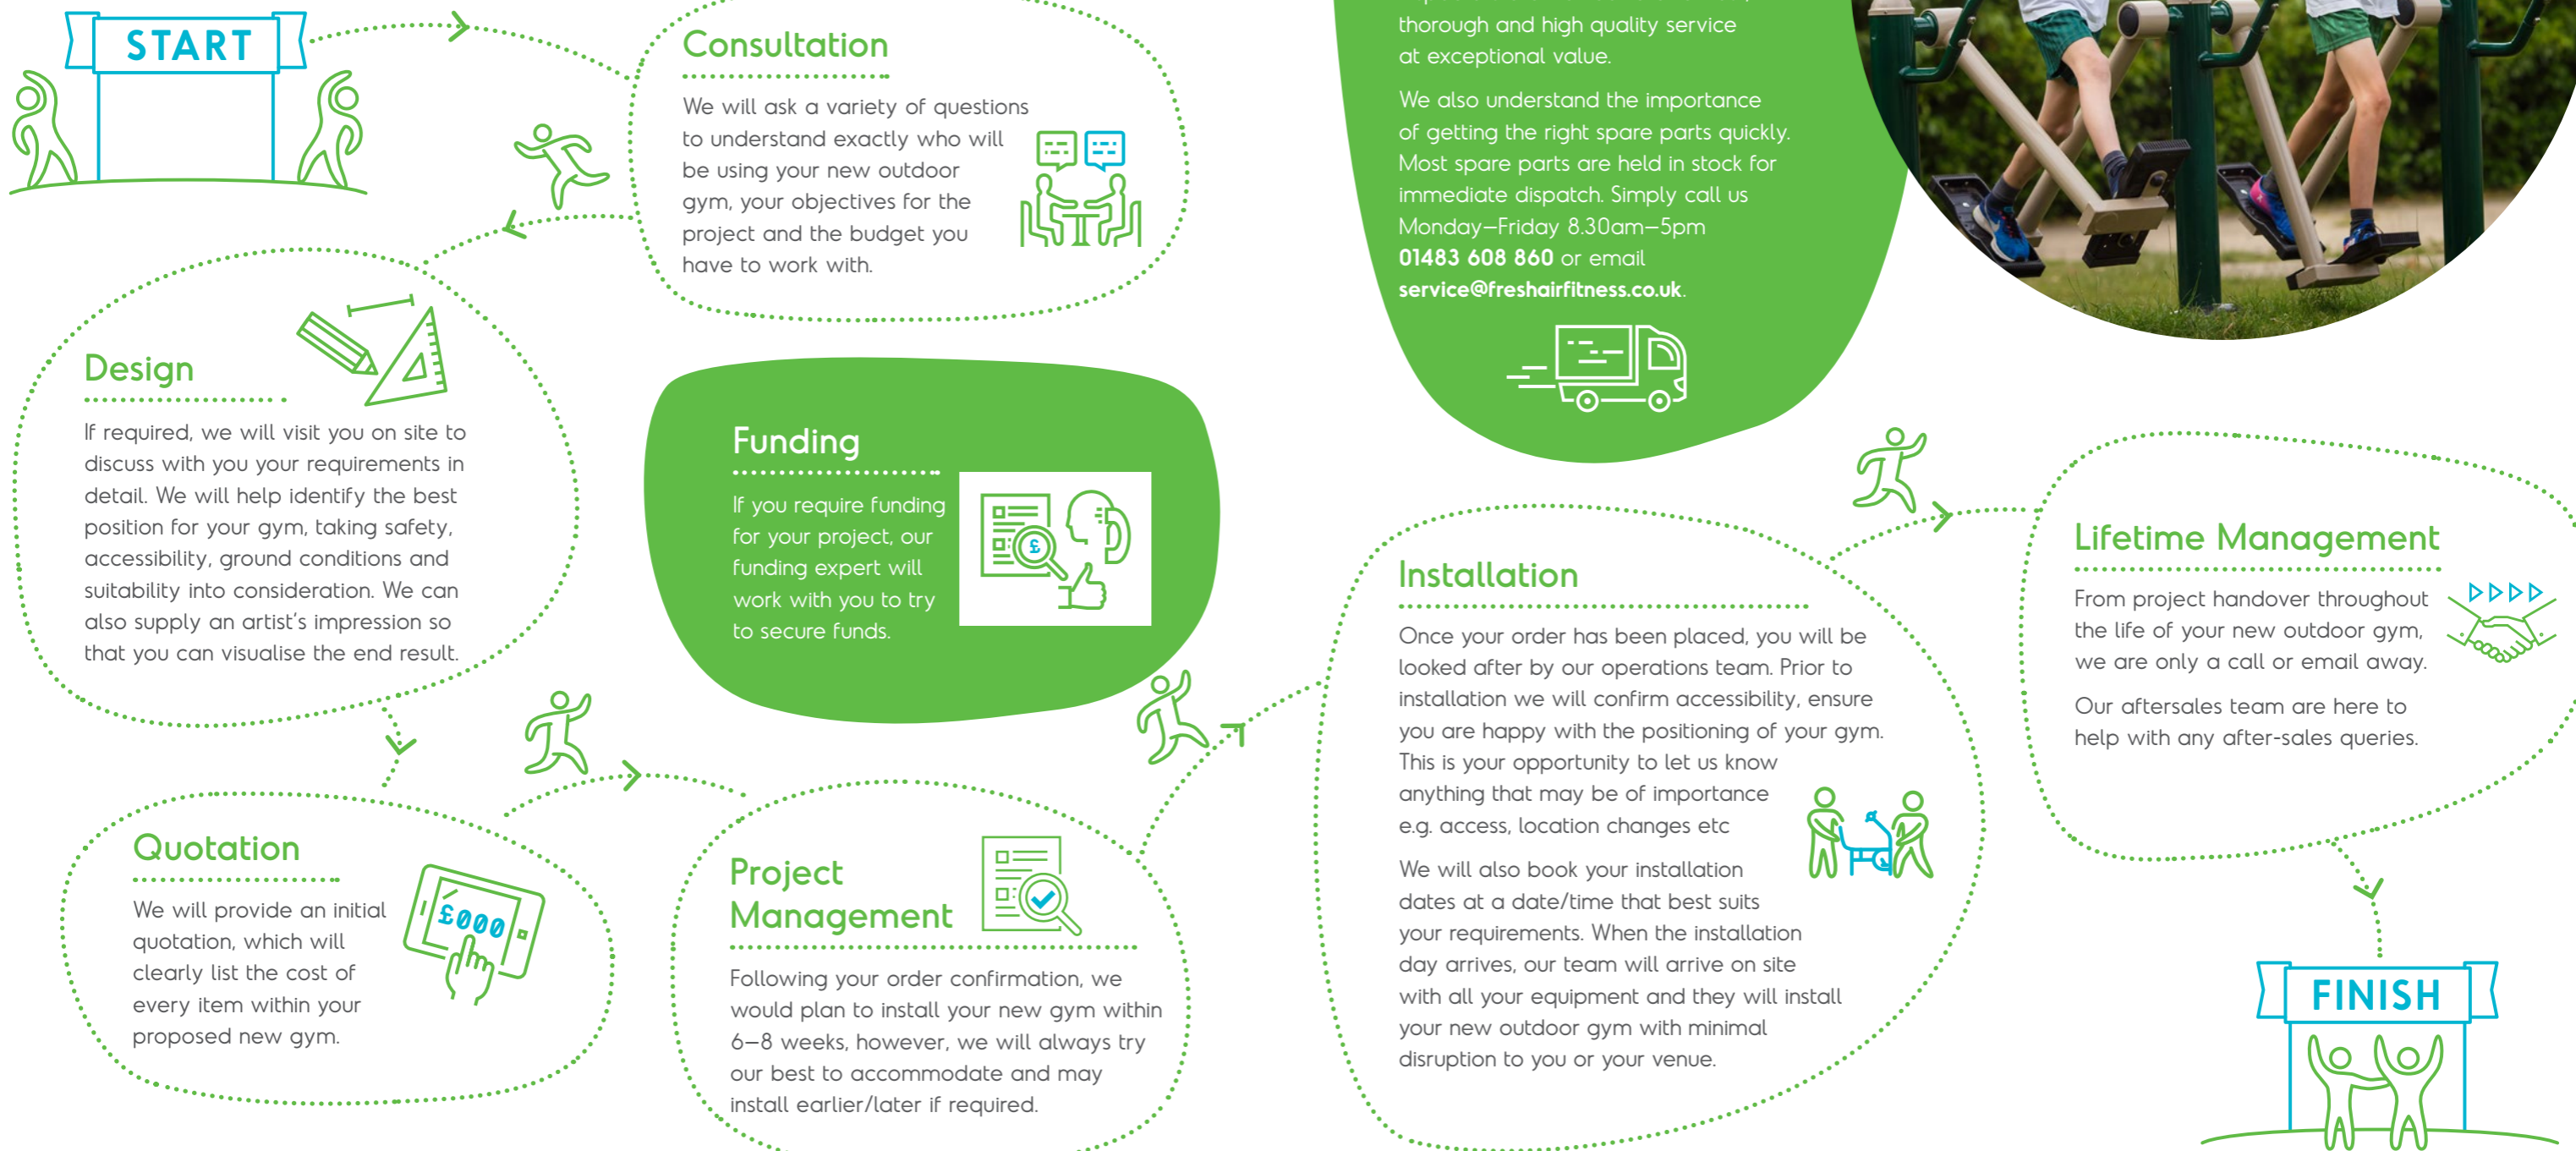 START
Consultation
We will ask a variety of questions
to understand exactly who will
be using your new outdoor
gym, your objectives for the
project and the budget you
have to work with.
Design
If required, we will visit you on site to
discuss with you your requirements in
detail. We will help identify the best
position for your gym, taking safety,
accessibility, ground conditions and
suitability into consideration. We can
also supply an artist's impression so
that you can visualise the end result.
Funding
If you require funding
for your project, our
funding expert will
work with you to try
to secure funds.
£
Quotation
We will provide an initial
quotation, which will
clearly list the cost of
every item within your
proposed new gym.
£000
Project
Management
Following your order confirmation, we
would plan to install your new gym within
6–8 weeks, however, we will always try
our best to accommodate and may
install earlier/later if required.
thorough and high quality service
at exceptional value.
We also understand the importance
of getting the right spare parts quickly.
Most spare parts are held in stock for
immediate dispatch. Simply call us
Monday–Friday 8.30am–5pm
01483 608 860 or email
service@freshairfitness.co.uk.
Installation
Once your order has been placed, you will be
looked after by our operations team. Prior to
installation we will confirm accessibility, ensure
you are happy with the positioning of your gym.
This is your opportunity to let us know
anything that may be of importance
e.g. access, location changes etc
We will also book your installation
dates at a date/time that best suits
your requirements. When the installation
day arrives, our team will arrive on site
with all your equipment and they will install
your new outdoor gym with minimal
disruption to you or your venue.
Lifetime Management
From project handover throughout
the life of your new outdoor gym,
we are only a call or email away.
Our aftersales team are here to
help with any after-sales queries.
FINISH